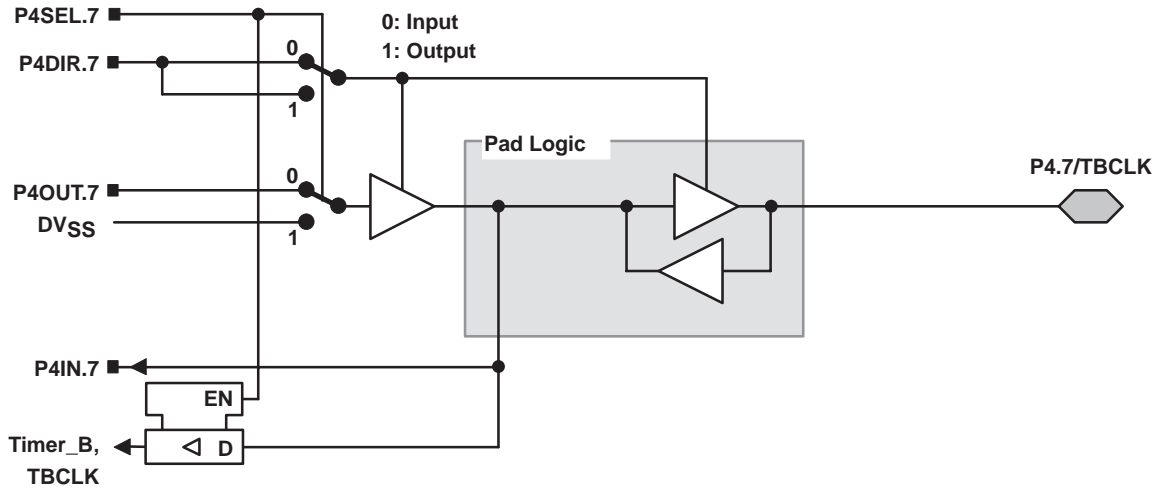 P4SEL.7
0: Input
1: Output
P4DIR.7
0
1
Pad Logic
P4.7/TBCLK
P4OUT.7
0
DVSS
1
P4IN.7
EN
Timer_B,
TBCLK
D